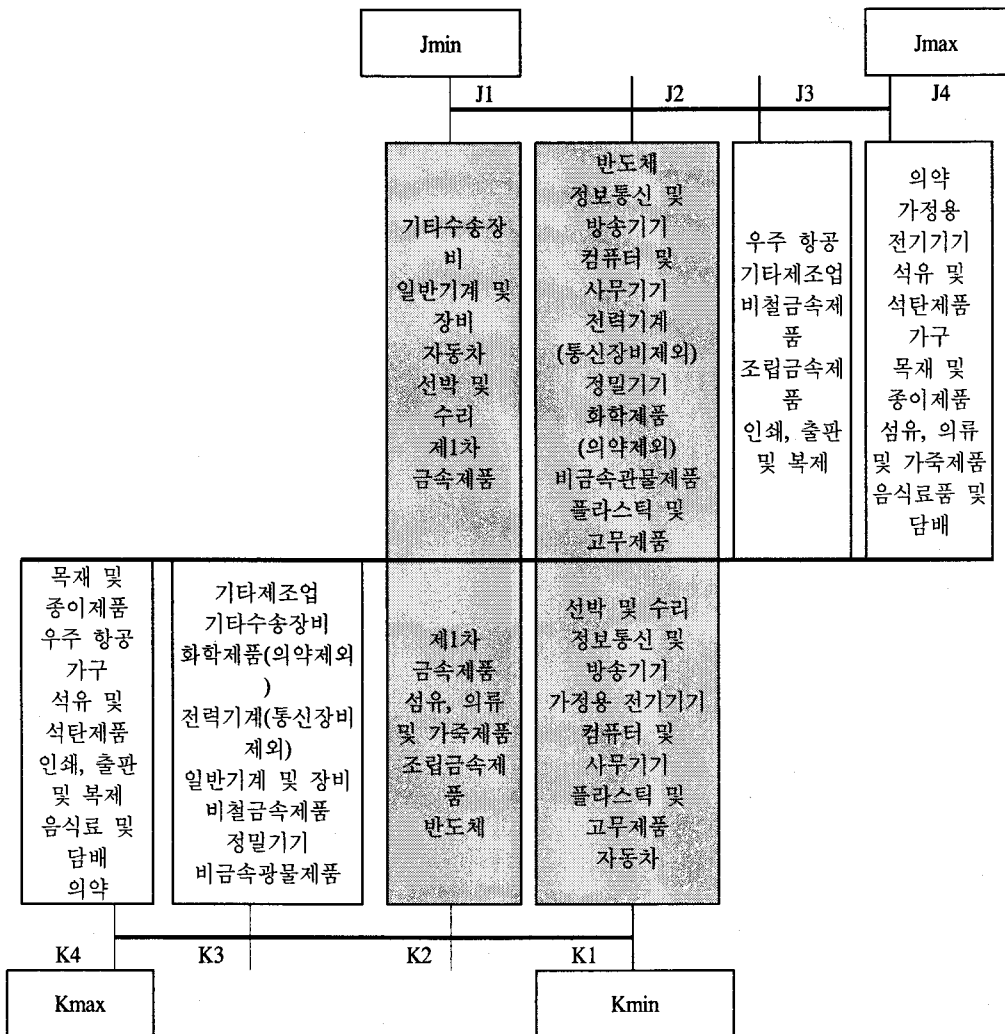 Jmin
Jmax
J1
J2
J3
J4
기타수송장
비
일반기계 및
장비
자동차
선박 및
수리
제1차
금속제품
반도체
정보통신 및
방송기기
컴퓨터 및
사무기기
전력기계
(통신장비제외)
정밀기기
화학제품
(의약제외)
비금속관물제품
플라스틱 및
고무제품
우주 항공
기타제조업
비철금속제
품
조립금속제
품
인쇄, 출판
및 복제
의약
가정용
전기기기
석유 및
석탄제품
가구
목재 및
종이제품
섬유, 의류
및 가죽제품
음식료품 및
담배
목재 및
종이제품
우주 항공
가구
석유 및
석탄제품
인쇄, 출판
및 복제
음식료 및
담배
의약
기타제조업
기타수송장비
화학제품(의약제외
)
전력기계(통신장비
제외)
일반기계 및 장비
비철금속제품
정밀기기
비금속광물제품
제1차
금속제품
섬유, 의류
및 가죽제품
조립금속제
품
반도체
선박 및 수리
정보통신 및
방송기기
가정용 전기기기
컴퓨터 및
사무기기
플라스틱 및
고무제품
자동차
K4
K3
K2
K1
Kmax
Kmin